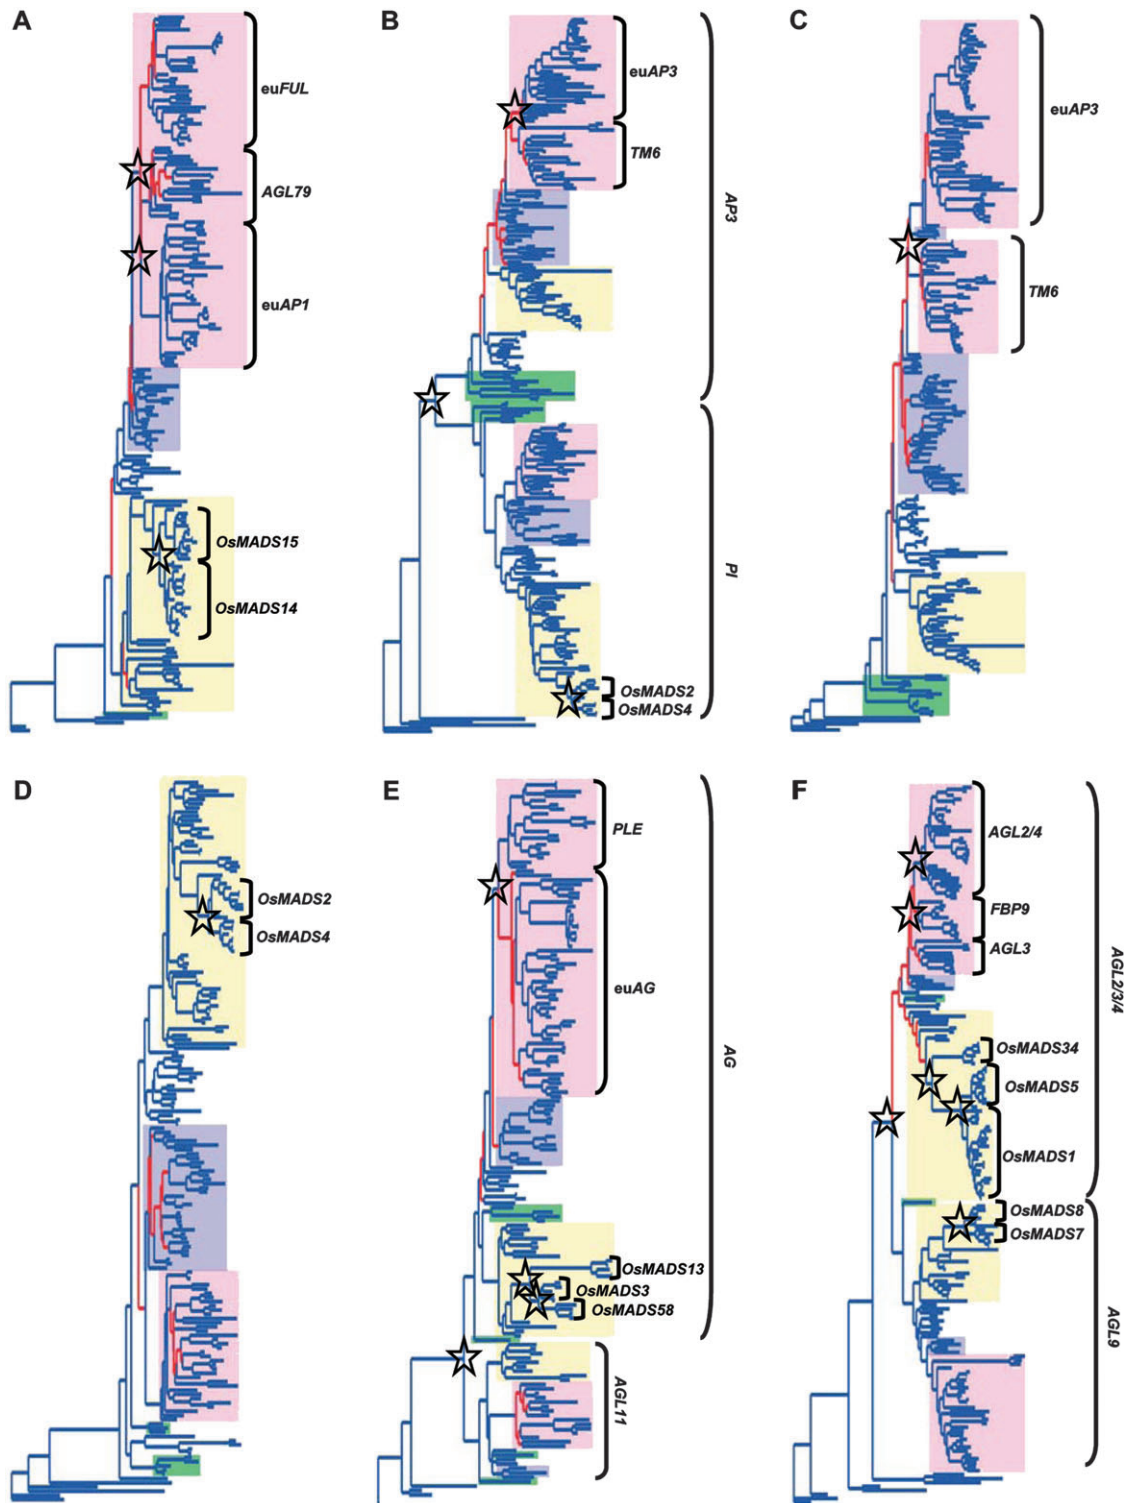 A
euFUL
AGL79
euAP1
OsMADS15
OsMADS14
B
euAP3
TM6
AP3
PI
OsMADS2
OsMADS4
C
euAP3
TM6
D
OsMADS2
OsMADS4
E
PLE
euAG
AG
OsMADS13
OsMADS3
OsMADS58
AGL11
F
AGL2/4
FBP9
AGL3
AGL2/3/4
OsMADS34
OsMADS5
OsMADS1
OsMADS8
OsMADS7
AGL9